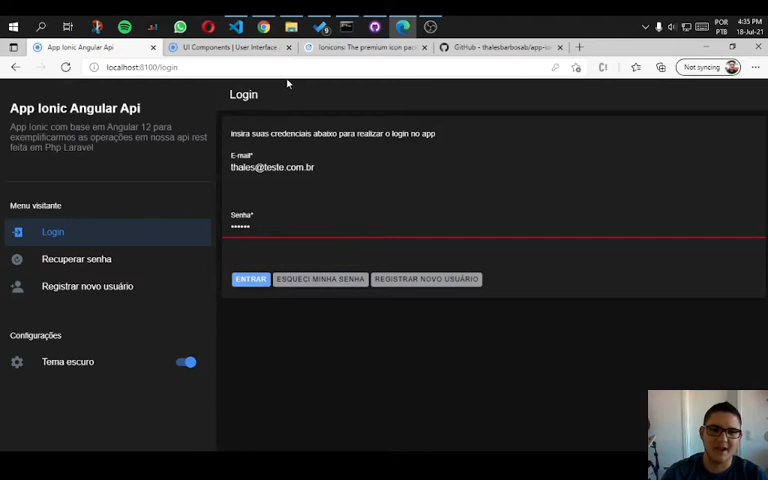 POR
PTB
4:35 PM
18-Jul-21
App Ionic Angular Api
UI Components | User Interface
Ionicons: The premium icon pac
GitHub - thalesbarbosab/app-io
localhost:8100/login
Not syncing
App Ionic Angular Api
App Ionic com base em Angular 12 para
exemplificarmos as operações em nossa api rest
feita em Php Laravel
Menu visitante
Login
Recuperar senha
Registrar novo usuário
Configurações
Tema escuro
Login
insira suas credenciais abaixo para realizar o login no app
E-mail*
thales@teste.com.br
Senha*
••••••
ENTRAR
ESQUECI MINHA SENHA
REGISTRAR NOVO USUÁRIO